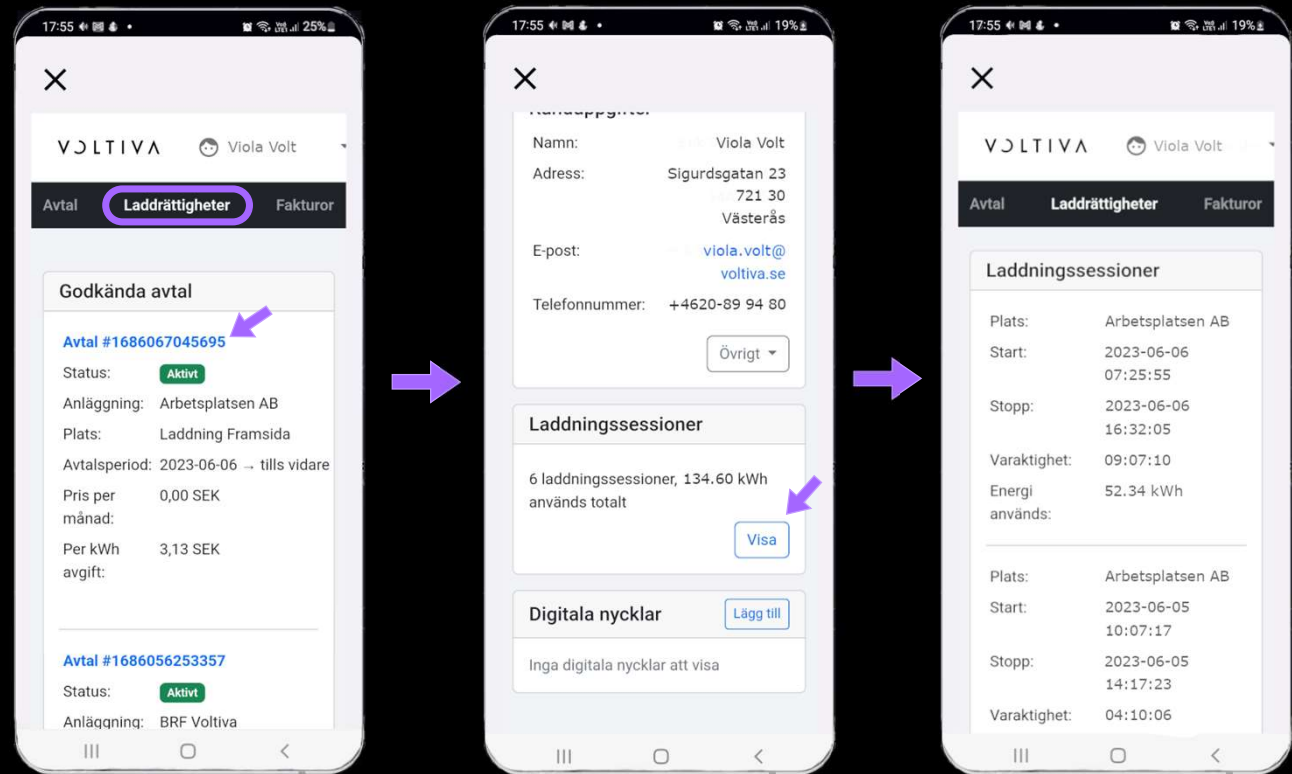 17:55 25%
VOLTIVA Viola Volt
Avtal Laddrättigheter Fakturor
Godkända avtal
Avtal #1686067045695
Status: Aktivt
Anläggning: Arbetsplatsen AB
Plats: Laddning Framsida
Avtalsperiod: 2023-06-06 → tills vidare
Pris per 0,00 SEK
månad:
Per kWh 3,13 SEK
avgift:
Avtal #1686056253357
Status: Aktivt
Anläggning: BRF Voltiva
17:55 19%
Kunduppgifter
Namn: Viola Volt
Adress: Sigurdsgatan 23
721 30
Västerås
E-post: viola.volt@
voltiva.se
Telefonnummer: +4620-89 94 80
Övrigt
Laddningssessioner
6 laddningssessioner, 134.60 kWh
används totalt
Visa
Digitala nycklar Lägg till
Inga digitala nycklar att visa
17:55 19%
VOLTIVA Viola Volt
Avtal Laddrättigheter Fakturor
Laddningssessioner
Plats: Arbetsplatsen AB
Start: 2023-06-06
07:25:55
Stopp: 2023-06-06
16:32:05
Varaktighet: 09:07:10
Energi 52.34 kWh
används:
Plats: Arbetsplatsen AB
Start: 2023-06-05
10:07:17
Stopp: 2023-06-05
14:17:23
Varaktighet: 04:10:06